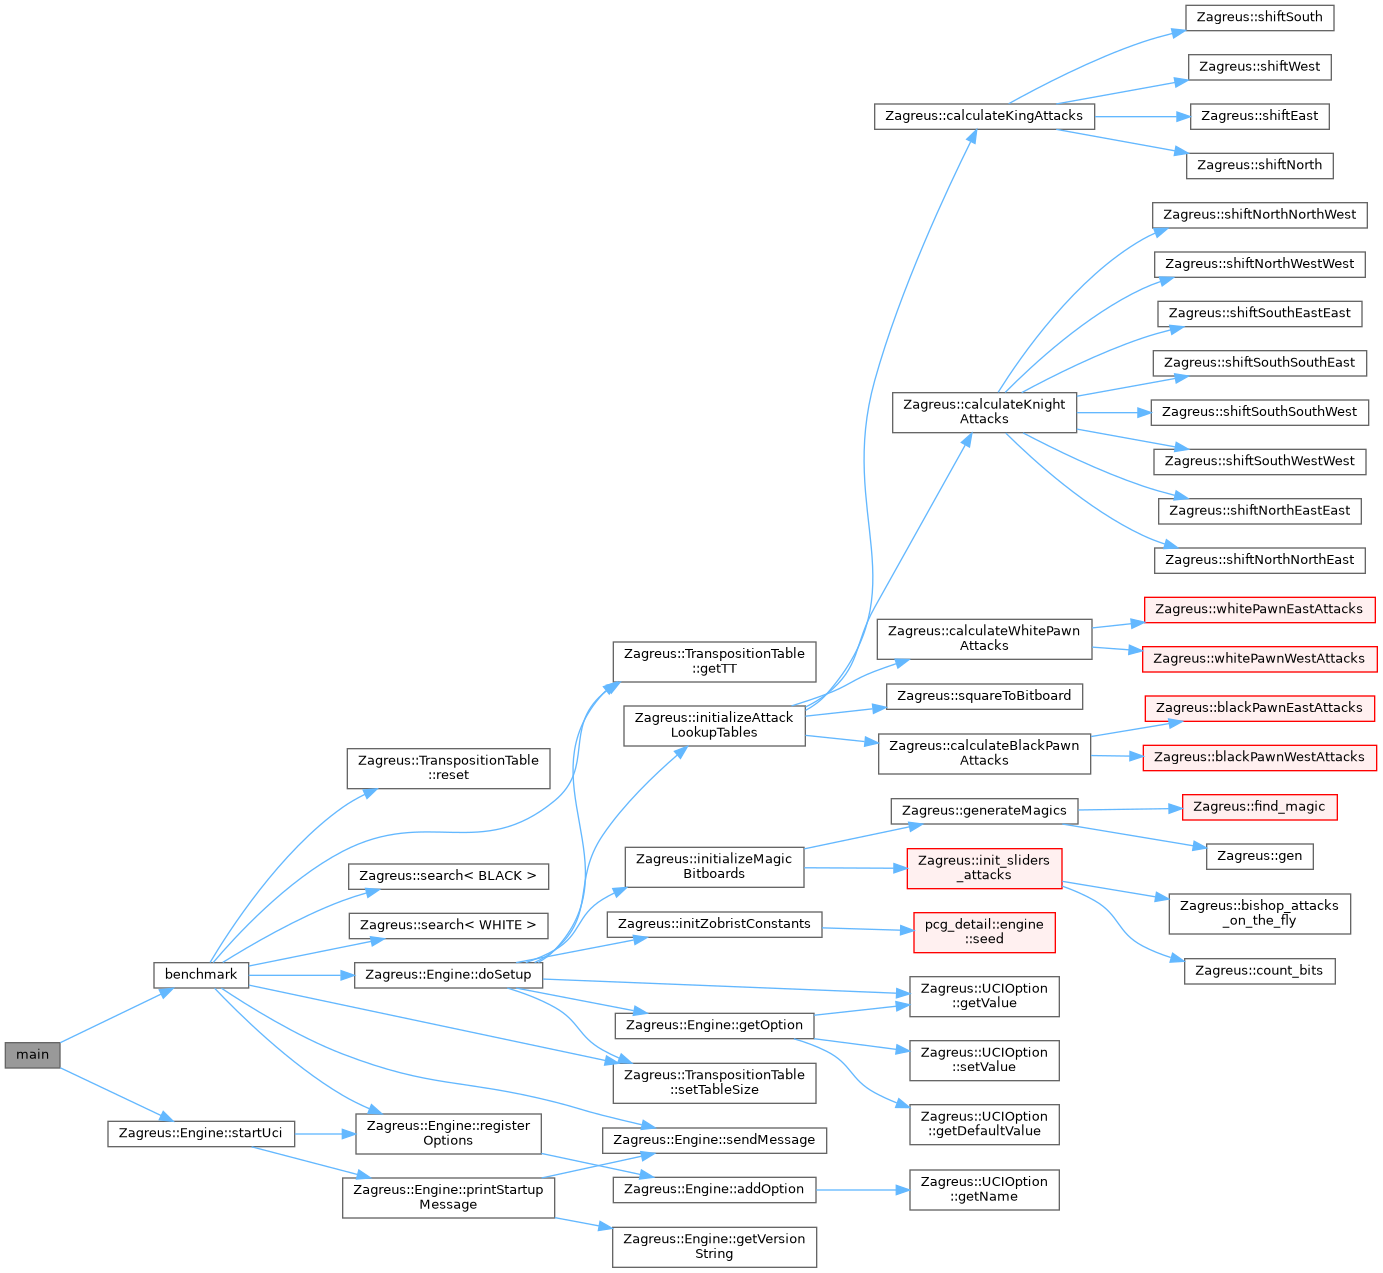 Zagreus::shiftSouth
Zagreus::shiftWest
Zagreus::calculateKingAttacks
Zagreus::shiftEast
Zagreus::shiftNorth
Zagreus::shiftNorthNorthWest
Zagreus::shiftNorthWestWest
Zagreus::shiftSouthEastEast
Zagreus::shiftSouthSouthEast
Zagreus::calculateKnight
Attacks
Zagreus::shiftSouthSouthWest
Zagreus::shiftSouthWestWest
Zagreus::shiftNorthEastEast
Zagreus::shiftNorthNorthEast
Zagreus::whitePawnEastAttacks
Zagreus::calculateWhitePawn
Attacks
Zagreus::whitePawnWestAttacks
Zagreus::TranspositionTable
::getTT
Zagreus::squareToBitboard
Zagreus::initializeAttack
LookupTables
Zagreus::blackPawnEastAttacks
Zagreus::calculateBlackPawn
Attacks
Zagreus::blackPawnWestAttacks
Zagreus::TranspositionTable
::reset
Zagreus::generateMagics
Zagreus::find_magic
Zagreus::gen
Zagreus::initializeMagic
Bitboards
Zagreus::init_sliders
_attacks
Zagreus::search< BLACK >
Zagreus::bishop_attacks
_on_the_fly
Zagreus::search< WHITE >
Zagreus::initZobristConstants
pcg_detail::engine
::seed
Zagreus::count_bits
benchmark
Zagreus::Engine::doSetup
Zagreus::UCIOption
::getValue
Zagreus::Engine::getOption
main
Zagreus::UCIOption
::setValue
Zagreus::TranspositionTable
::setTableSize
Zagreus::UCIOption
::getDefaultValue
Zagreus::Engine::startUci
Zagreus::Engine::register
Options
Zagreus::Engine::sendMessage
Zagreus::Engine::printStartup
Message
Zagreus::Engine::addOption
Zagreus::UCIOption
::getName
Zagreus::Engine::getVersion
String